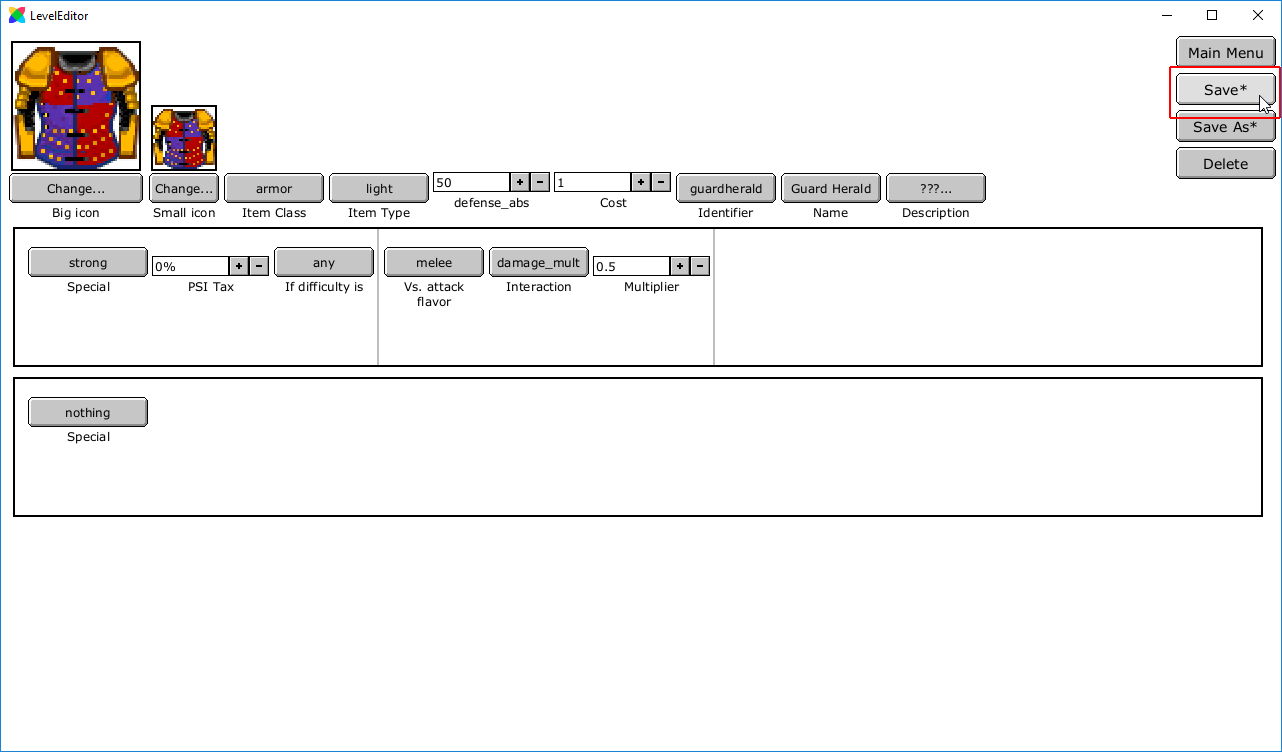 LevelEditor
Main Menu
Save*
Save As*
Delete
Change...
Big icon
Change...
Small icon
armor
Item Class
light
Item Type
50
defense_abs
1
Cost
guardherald
Identifier
Guard Herald
Name
???...
Description
strong
Special
0%
PSI Tax
any
If difficulty is
melee
Vs. attack
flavor
damage_mult
Interaction
0.5
Multiplier
nothing
Special